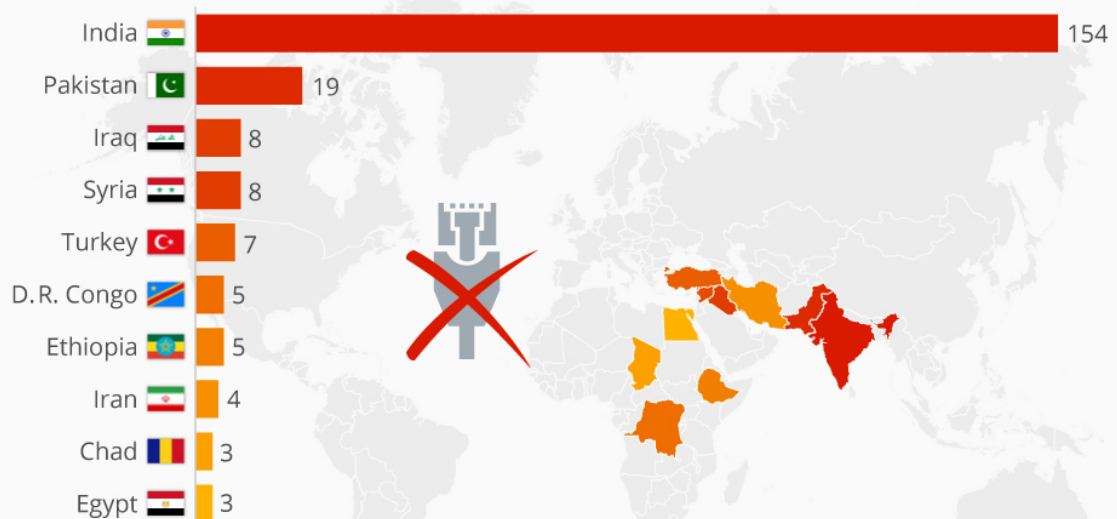 India 154
Pakistan 19
Iraq 8
Syria 8
Turkey 7
D.R. Congo 5
Ethiopia 5
Iran 4
Chad 3
Egypt 3